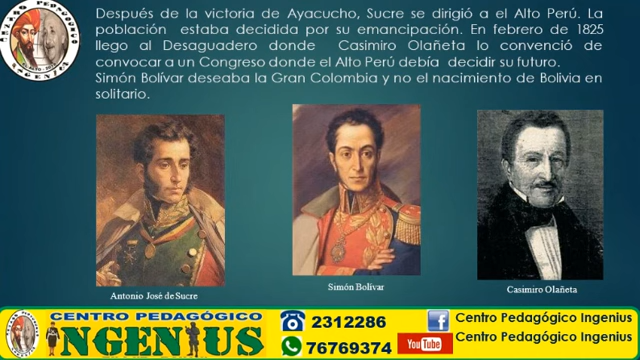 Después de la victoria de Ayacucho, Sucre se dirigió a el Alto Perú. La
población estaba decidida por su emancipación. En febrero de 1825
llego al Desaguadero donde Casimiro Olañeta lo convenció de
convocar a un Congreso donde el Alto Perú debía decidir su futuro.
Simón Bolívar deseaba la Gran Colombia y no el nacimiento de Bolivia en
solitario.
Antonio José de Sucre
Simón Bolívar
Casimiro Olañeta
CENTRO PEDAGÓGICO
INGENIUS
2312286
76769374
Centro Pedagógico Ingenius
YouTube
Centro Pedagógico Ingenius